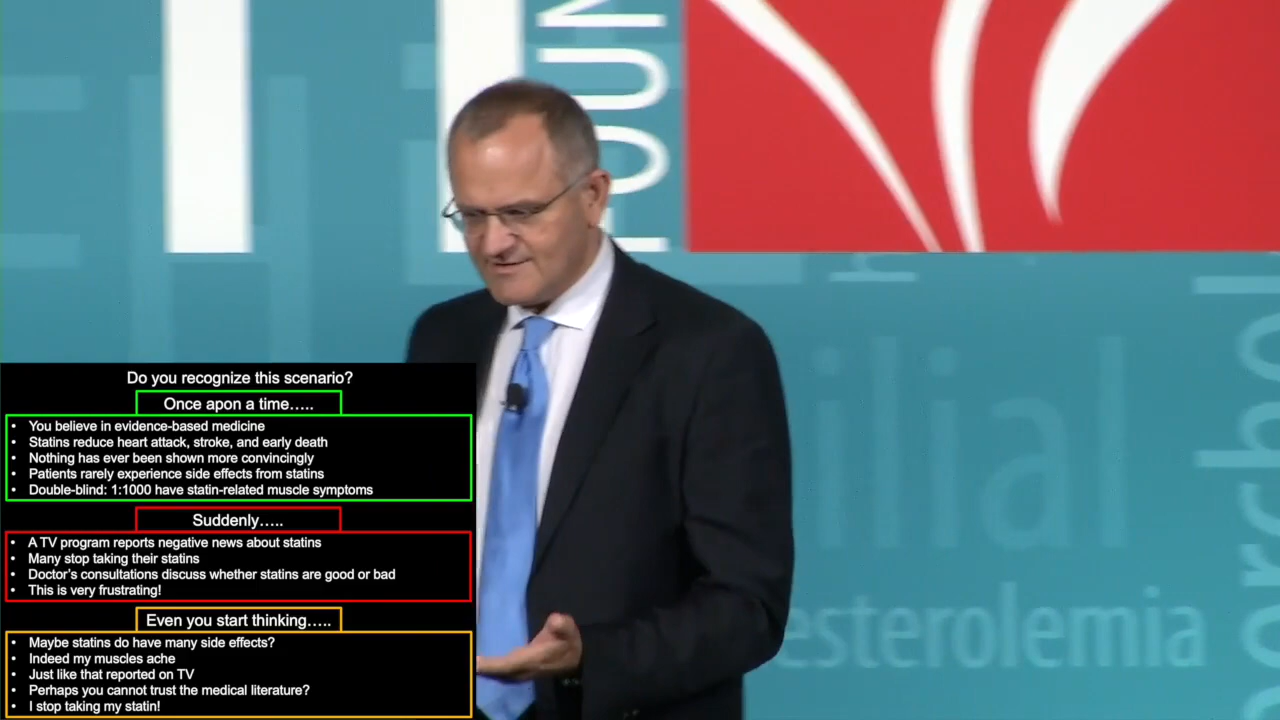 Do you recognize this scenario?
Once apon a time…..
• You believe in evidence-based medicine
• Statins reduce heart attack, stroke, and early death
• Nothing has ever been shown more convincingly
• Patients rarely experience side effects from statins
• Double-blind: 1:1000 have statin-related muscle symptoms
Suddenly…..
• A TV program reports negative news about statins
• Many stop taking their statins
• Doctor's consultations discuss whether statins are good or bad
• This is very frustrating!
Even you start thinking…..
• Maybe statins do have many side effects?
• Indeed my muscles ache
• Just like that reported on TV
• Perhaps you cannot trust the medical literature?
• I stop taking my statin!
ilial
esterolemia